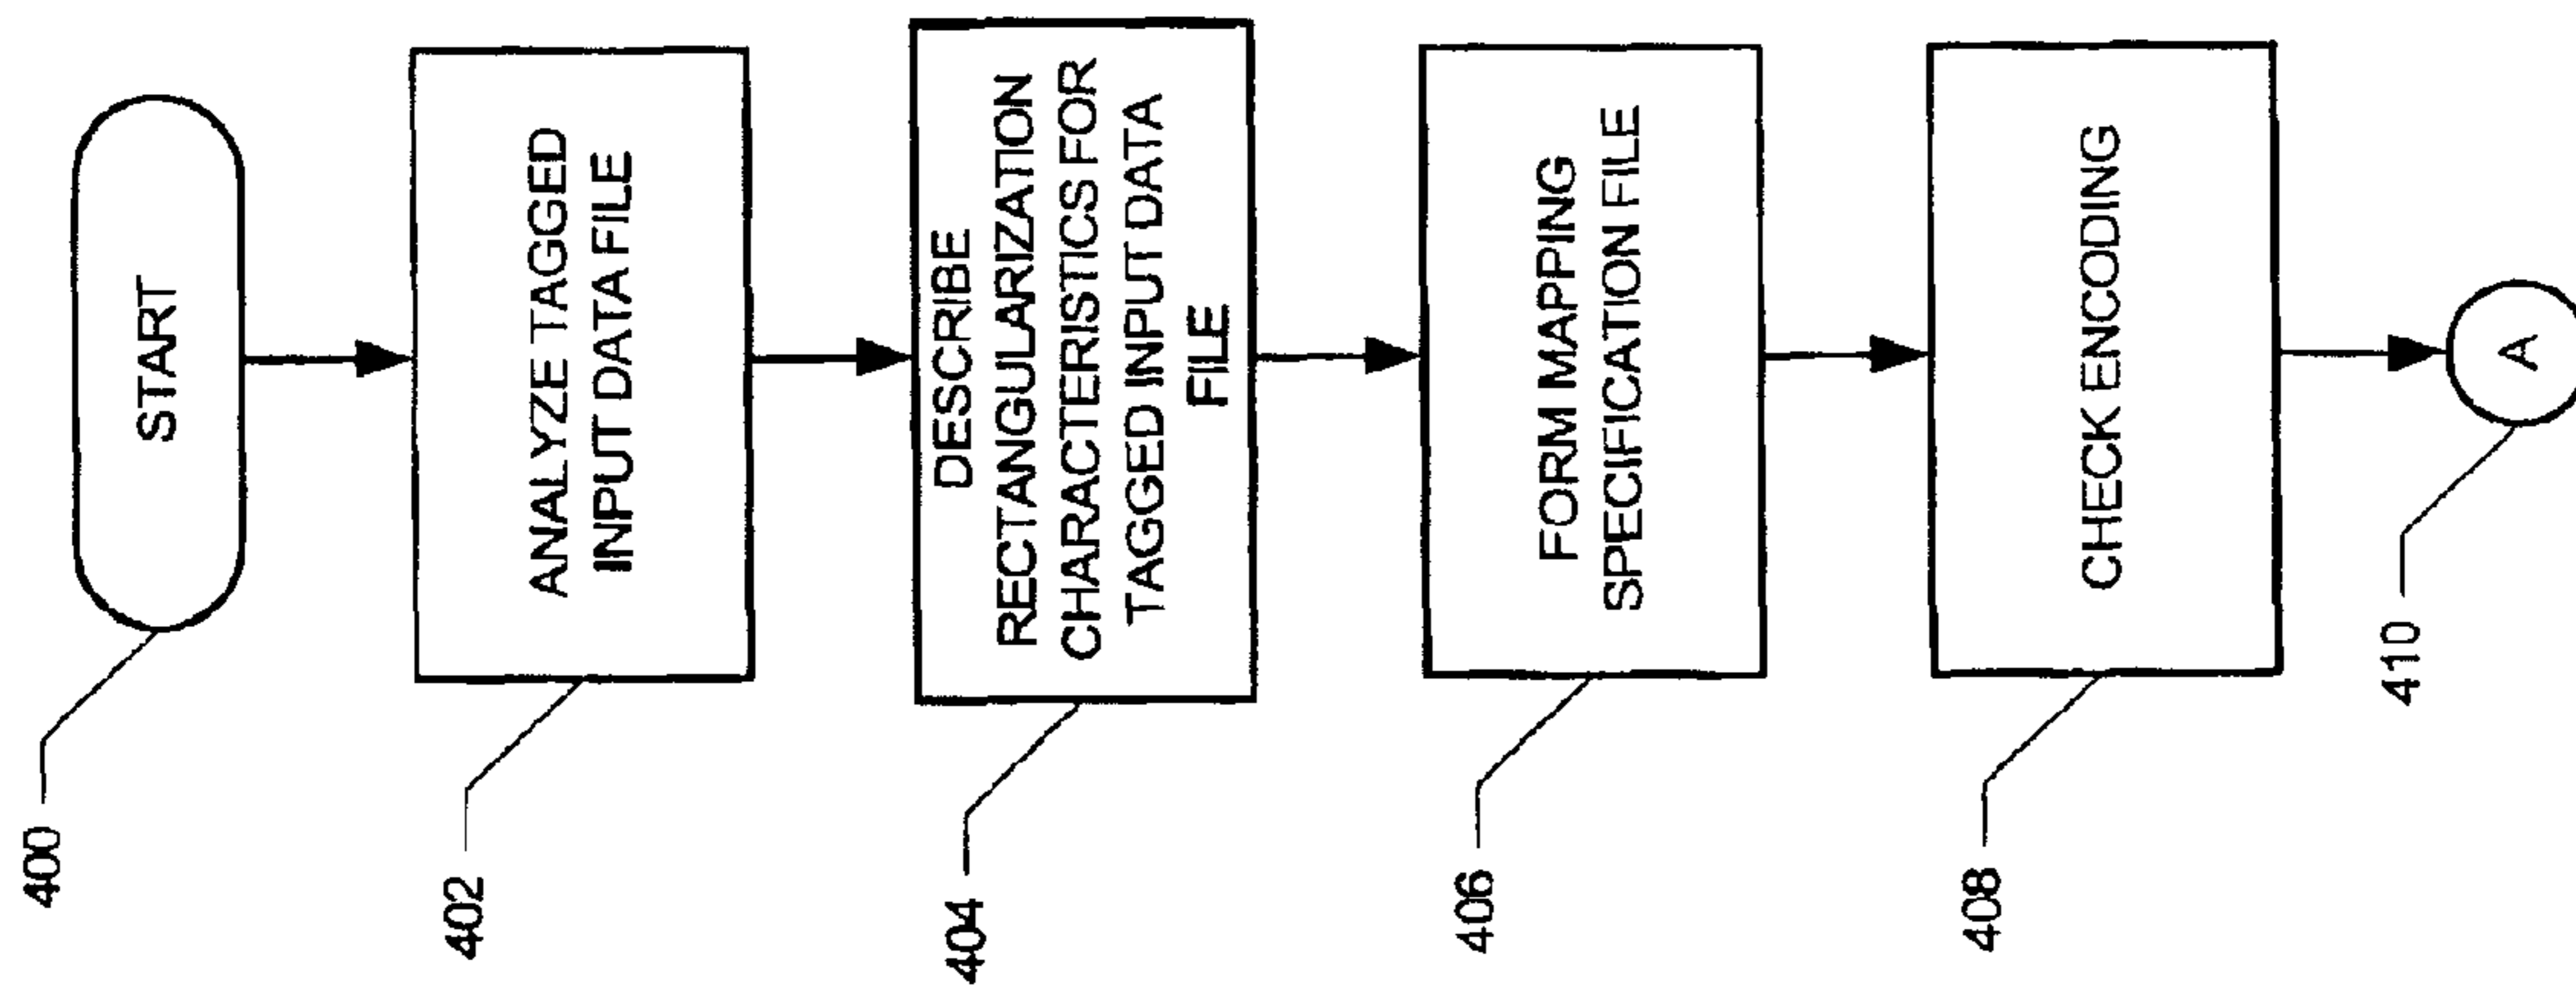 START
400
ANALYZE TAGGED
INPUT DATA FILE
402
DESCRIBE
RECTANGULARIZATION
CHARACTERISTICS FOR
TAGGED INPUT DATA
FILE
404
FORM MAPPING
SPECIFICATION FILE
406
CHECK ENCODING
408
A
410